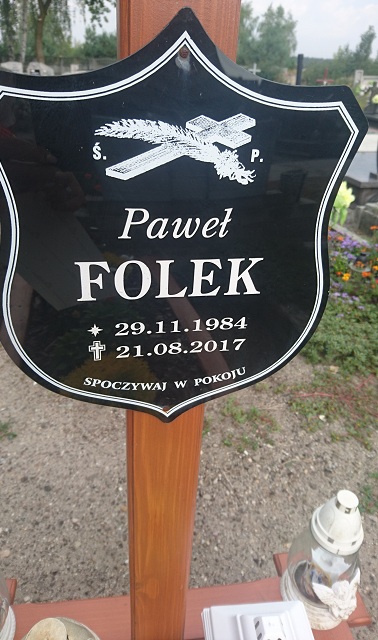 Ś. P.
Paweł
FOLEK
29.11.1984
21.08.2017
SPOCZYWAJ W POKOJU